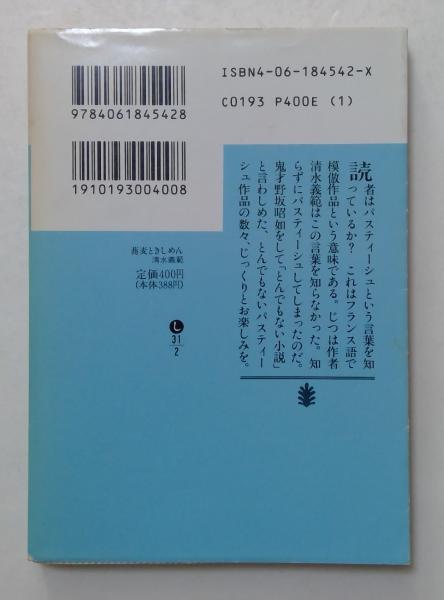 ISBN4-06-184542-X
C0193 P400E (1)
9784061845428
1910193004008
読者はパスティーシュという言葉を知
っているか? これはフランス語で
模倣作品という意味である。じつは作者
清水義範はこの言葉を知らなかった。知
らずにパスティーシュしてしまったのだ。
鬼才野坂昭如をして「とんでもない小説」
と言わしめた、とんでもないパスティー
シュ作品の数々、じっくりとお楽しみを。
蕎麦ときしめん
清水義範
定価400円
(本体388円)
し
31
2